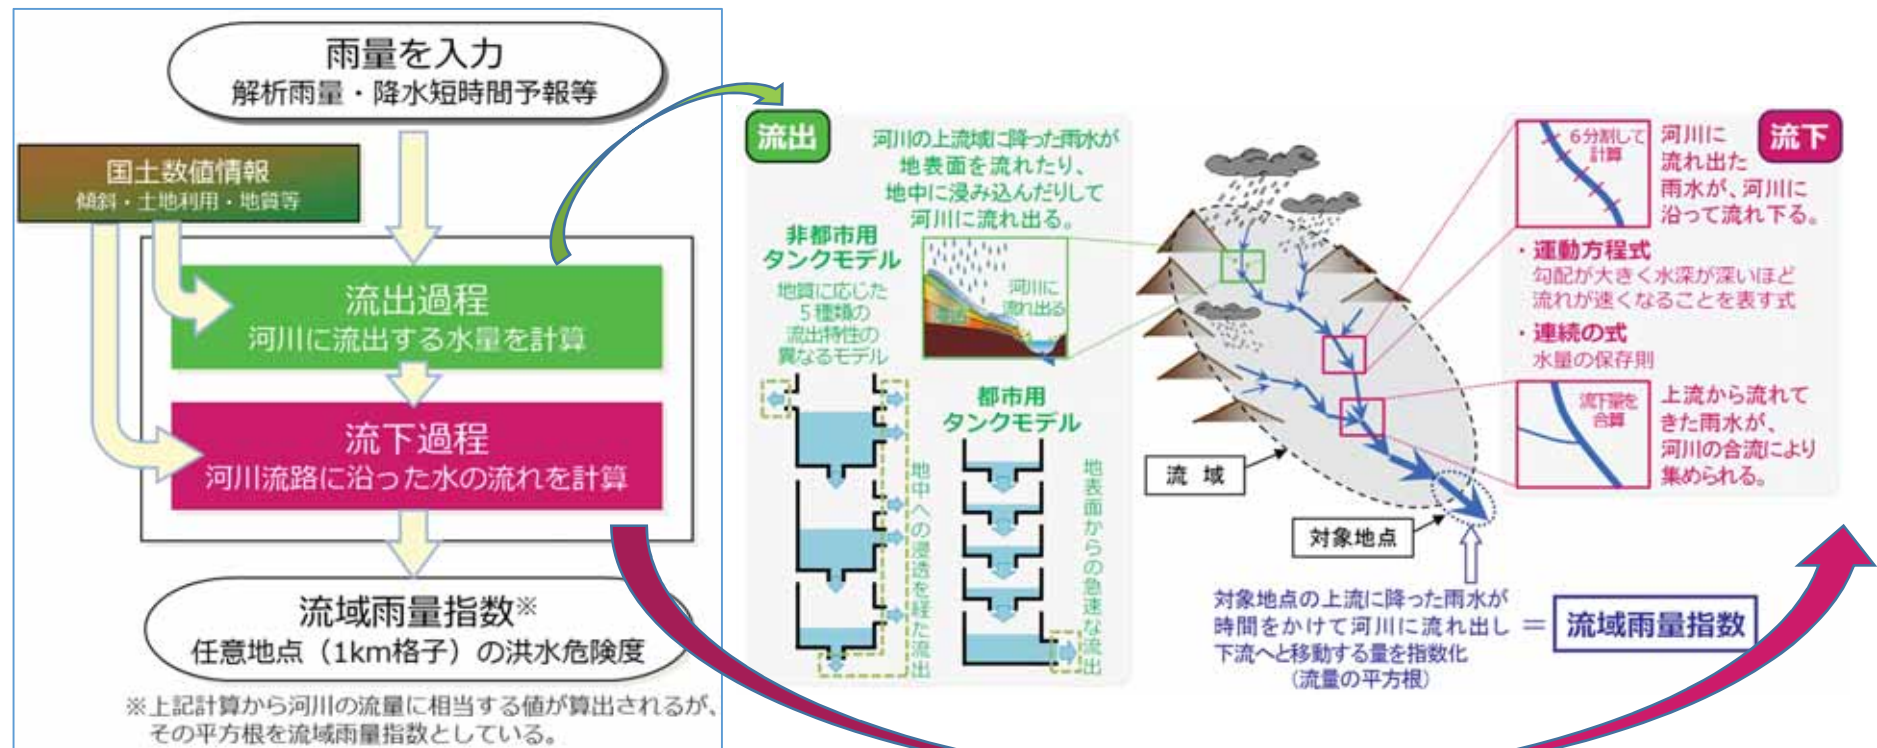 雨量を入力
解析雨量・降水短時間予報等
国土数値情報
傾斜・土地利用・地質等
流出過程
河川に流出する水量を計算
流下過程
河川流路に沿った水の流れを計算
流域雨量指数※
任意地点（1km格子）の洪水危険度
※上記計算から河川の流量に相当する値が算出されるが、
その平方根を流域雨量指数としている。
流出
河川の上流域に降った雨水が
地表面を流れたり、
地中に浸み込んだりして
河川に流れ出る。
非都市用
タンクモデル
地質に応じた
5種類の
流出特性の
異なるモデル
河川に
流れ出る
地中への浸透を経た流出
都市用
タンクモデル
地表面からの急速な流出
流域
対象地点
対象地点の上流に降った雨水が
時間をかけて河川に流れ出し
下流へと移動する量を指数化
（流量の平方根）
＝
流域雨量指数
流下
6分割して
計算
河川に
流れ出た
雨水が、河川に
沿って流れ下る。
・運動方程式
勾配が大きく水深が深いほど
流れが速くなることを表す式
・連続の式
水量の保存則
流下量を
合算
上流から流れて
きた雨水が、
河川の合流により
集められる。